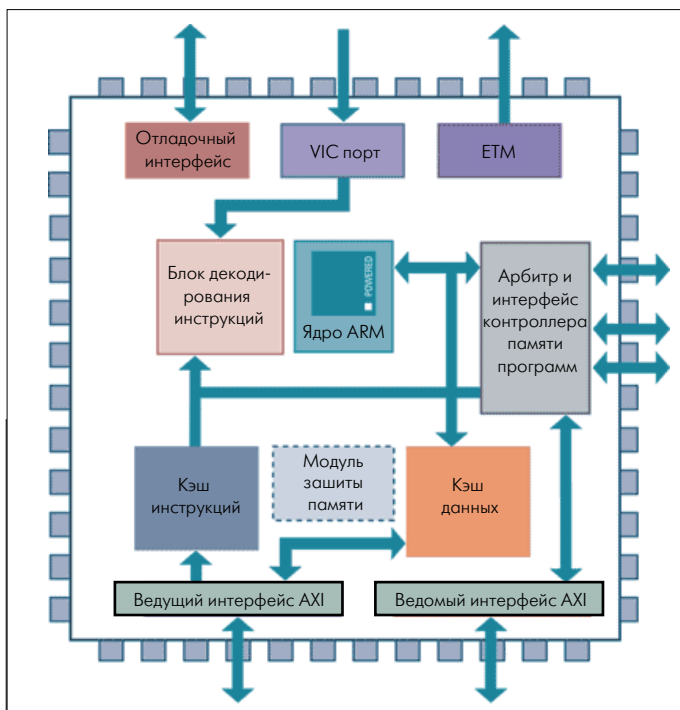 Отладочный
интерфейс
VIC порт
ETM
Блок декоди-
рования
инструкций
POWERED
Ядро ARM
Арбитр и
интерфейс
контроллера
памяти
программ
Кэш
инструкций
Модуль
зашиты
памяти
Кэш
данных
Ведущий интерфейс AXI
Ведомый интерфейс AXI